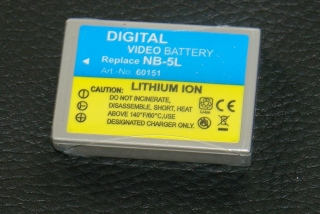 DIGITAL
VIDEO BATTERY
Replace NB-5L
Art-No. 60151
LITHIUM ION
CAUTION:
DO NOT INCINERATE,
DISASSEMBLE, SHORT, HEAT
ABOVE 140°F/60°C,USE
DESIGNATED CHARGER ONLY.
CE